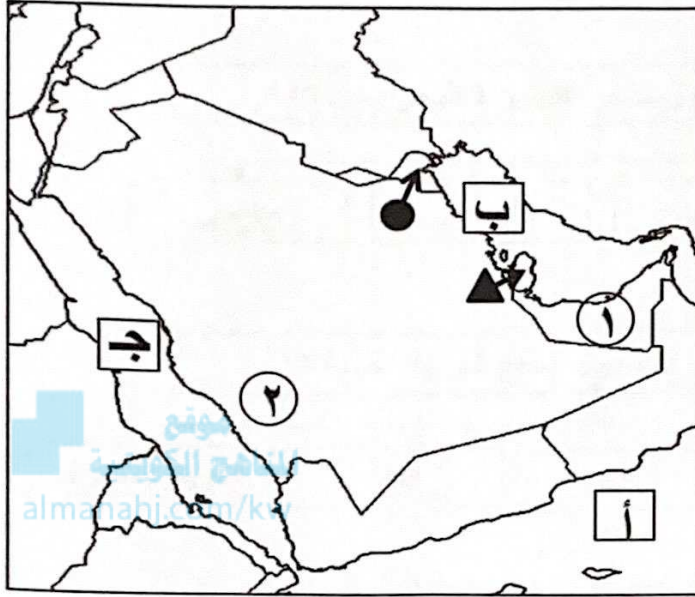 ب
١
ج
٢
موقع
المناهج الكويتية
almanahj.com/kw
أ